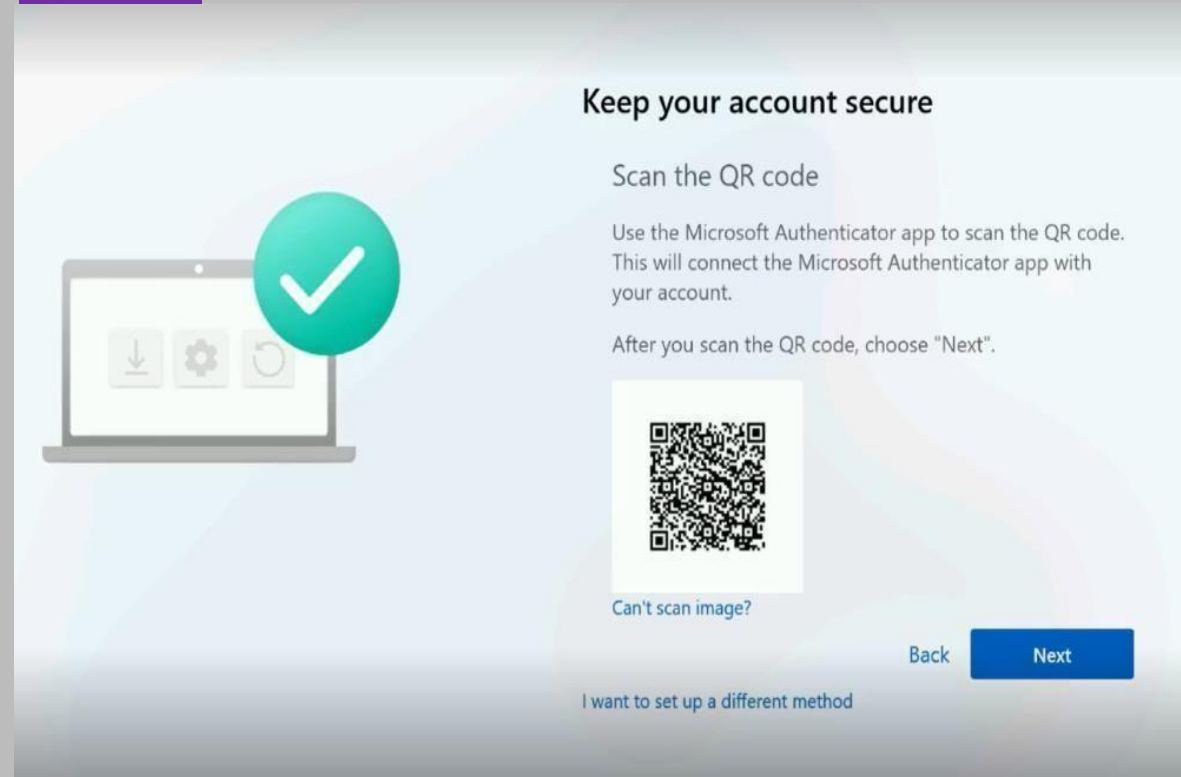 Keep your account secure
Scan the QR code
Use the Microsoft Authenticator app to scan the QR code.
This will connect the Microsoft Authenticator app with
your account.
After you scan the QR code, choose "Next".
Can't scan image?
Back
Next
I want to set up a different method